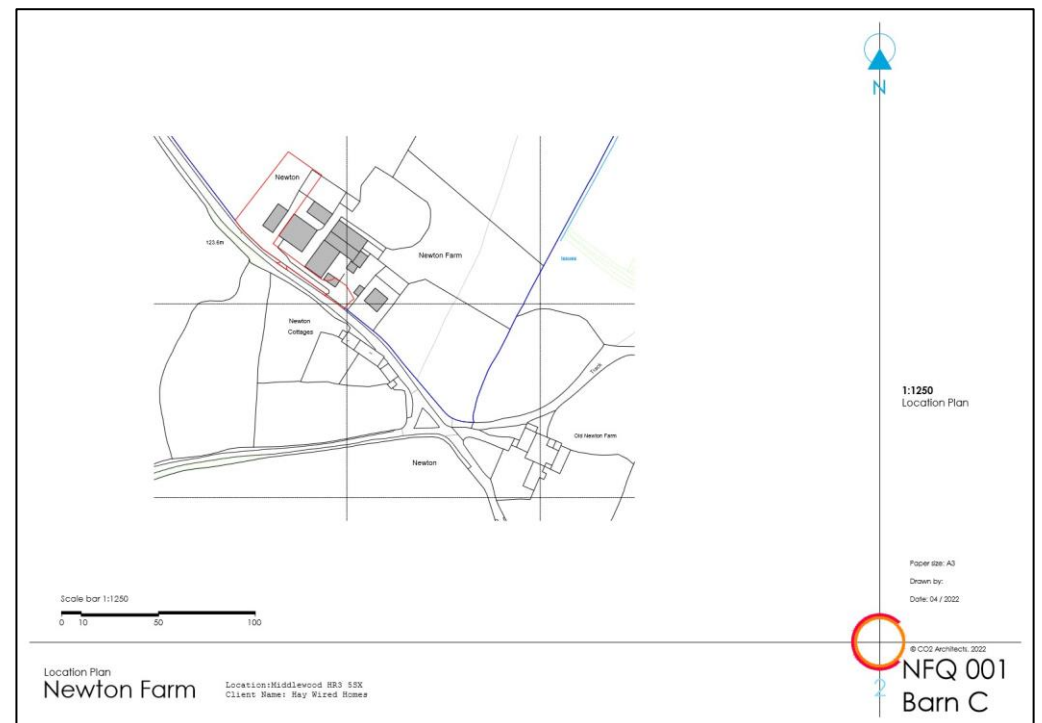 N
Newton
123.6m
Newton Farm
Issues
Newton
Cottages
Track
Old Newton Farm
Newton
1:1250
Location Plan
Paper size: A3
Drawn by:
Date: 04 / 2022
Scale bar 1:1250
0 10 50 100
© CO2 Architects. 2022
Location Plan
Newton Farm
Location:Middlewood HR3 5SX
Client Name: Hay Wired Homes
2
NFQ 001
Barn C